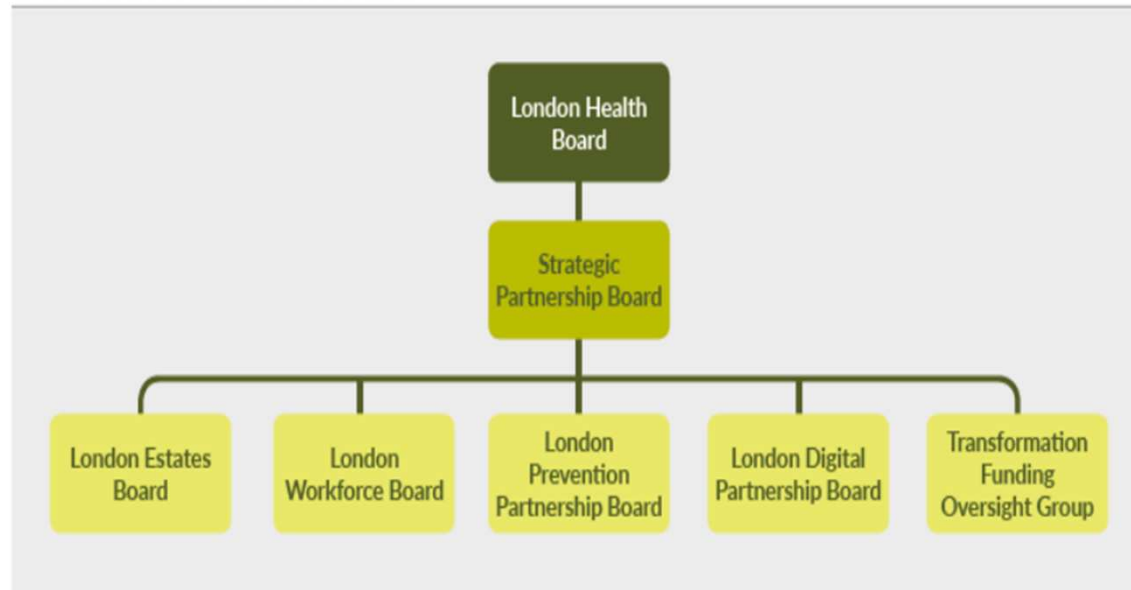 London Health
Board
Strategic
Partnership Board
London Estates
Board
London
Workforce Board
London
Prevention
Partnership Board
London Digital
Partnership Board
Transformation
Funding
Oversight Group